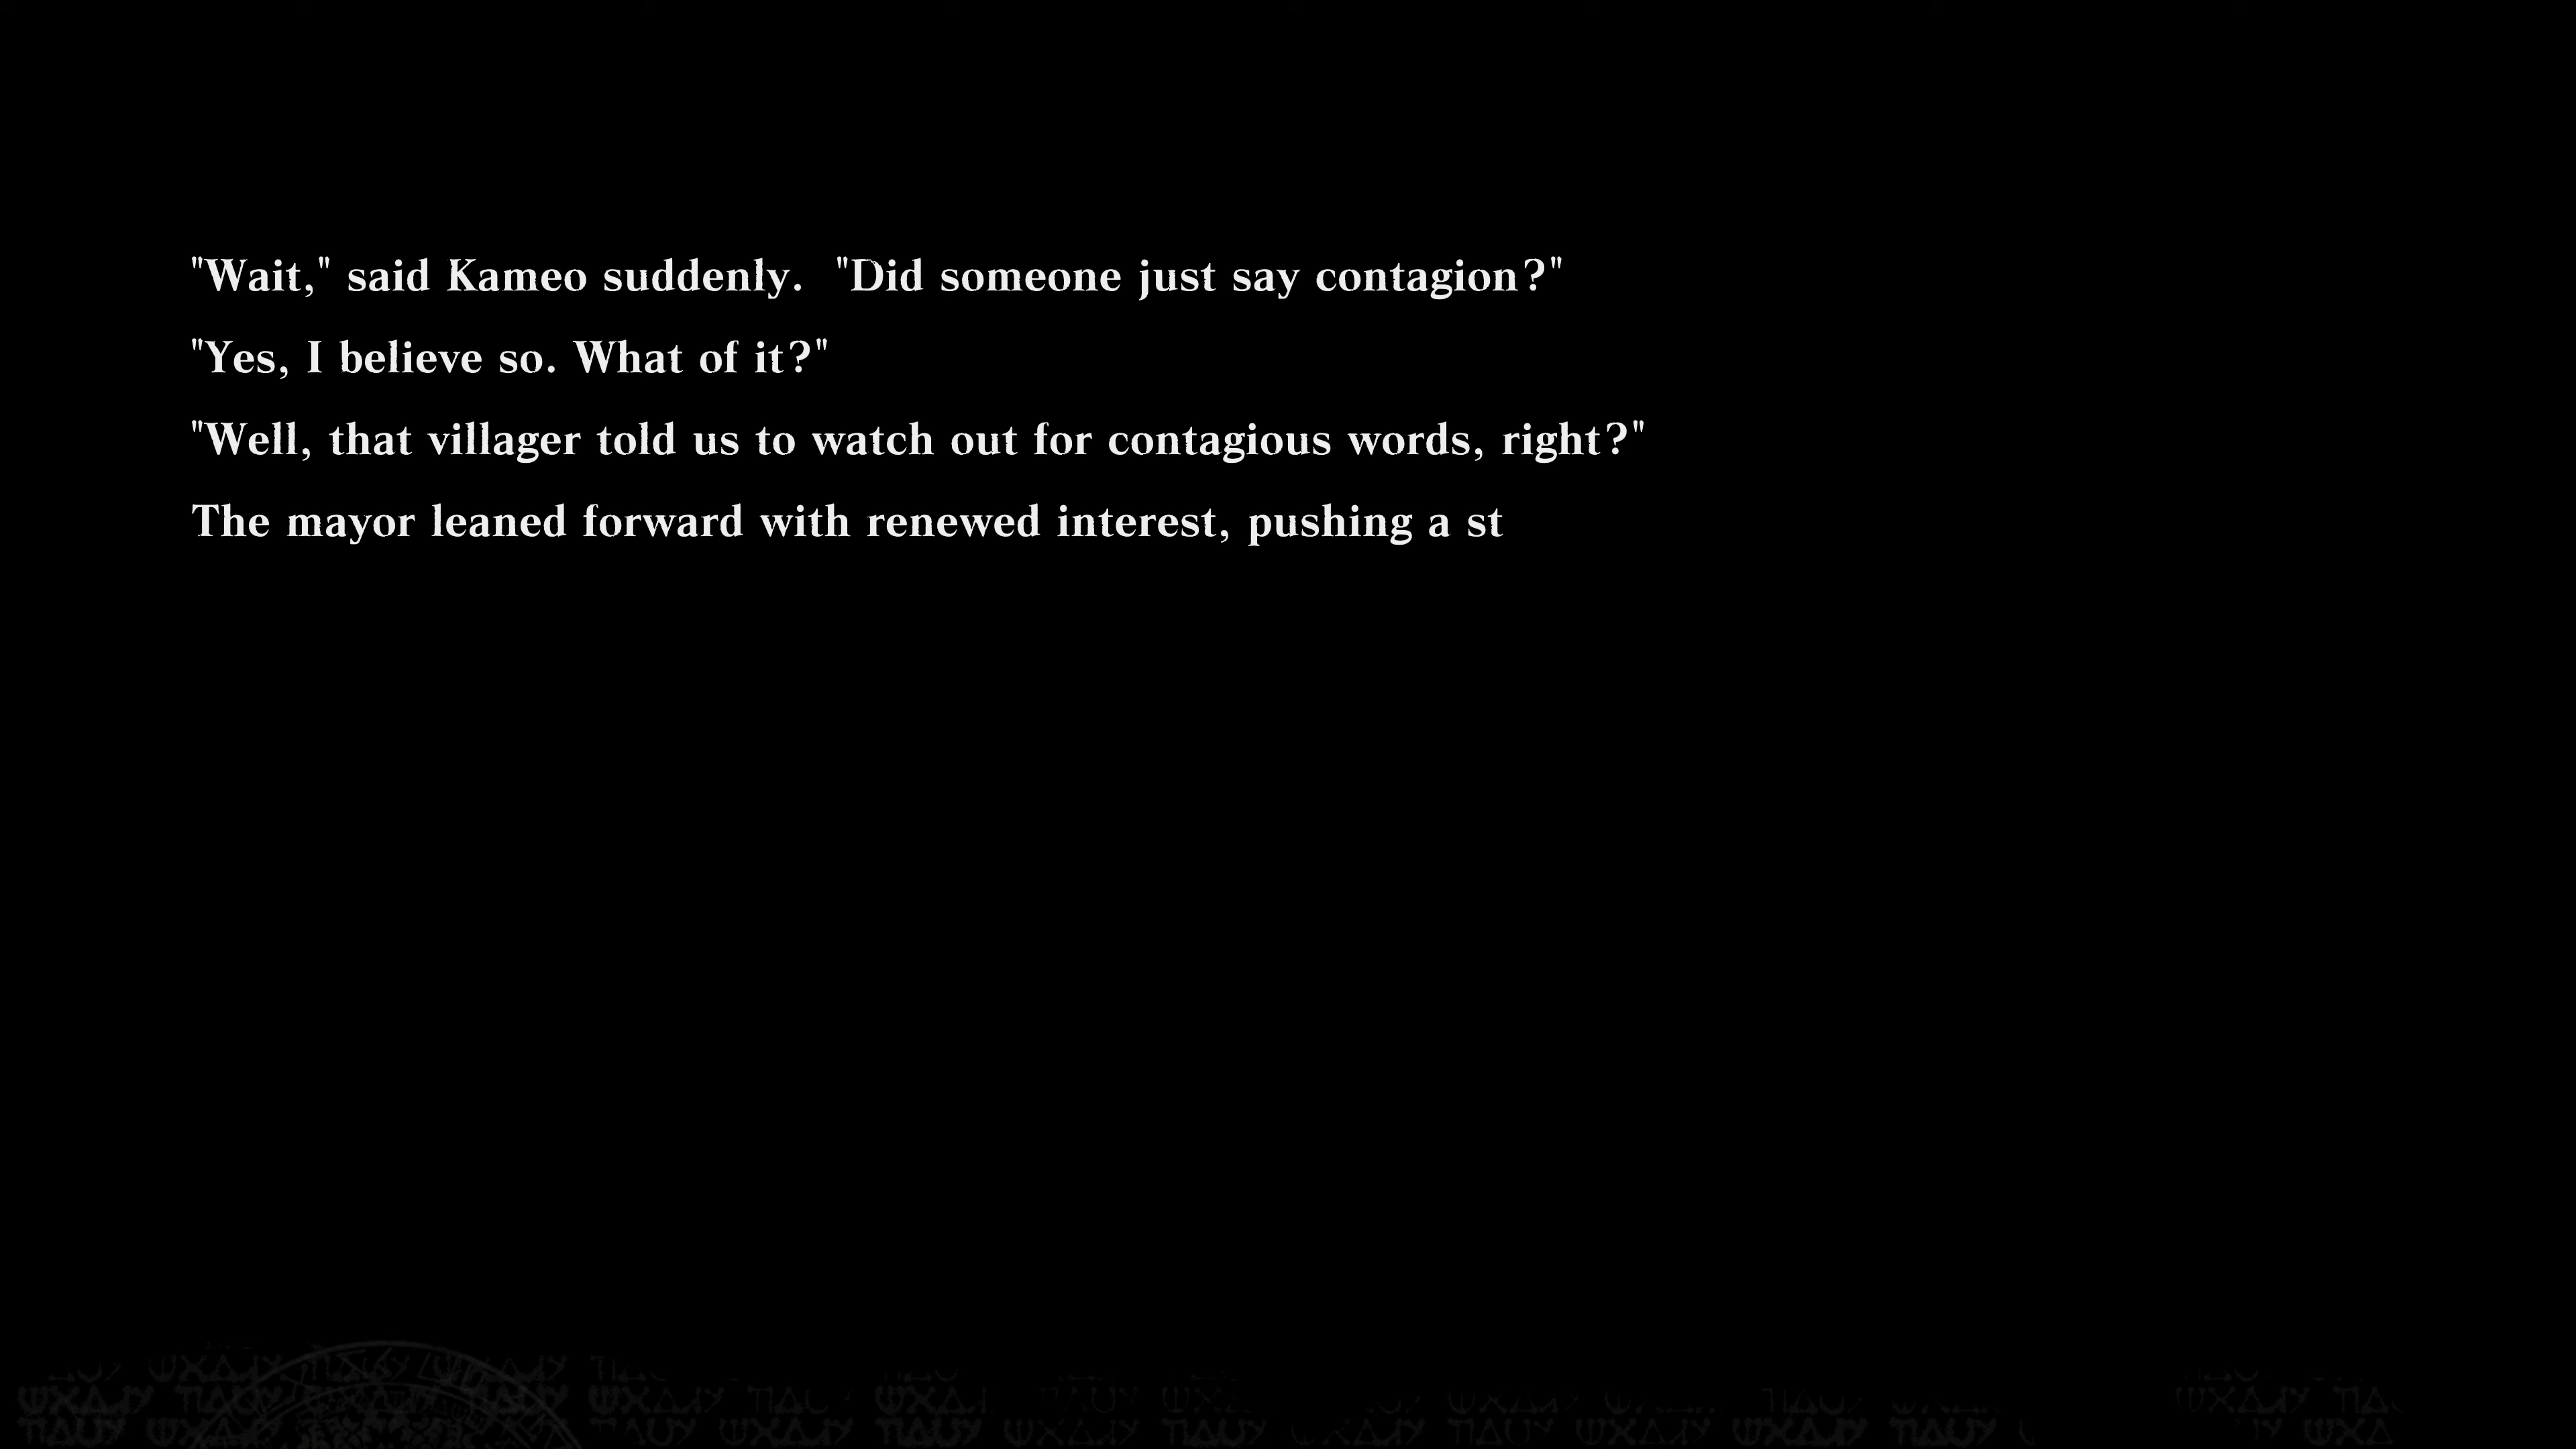 "Wait," said Kameo suddenly.  "Did someone just say contagion?"
"Yes, I believe so. What of it?"
"Well, that villager told us to watch out for contagious words, right?"
The mayor leaned forward with renewed interest, pushing a st